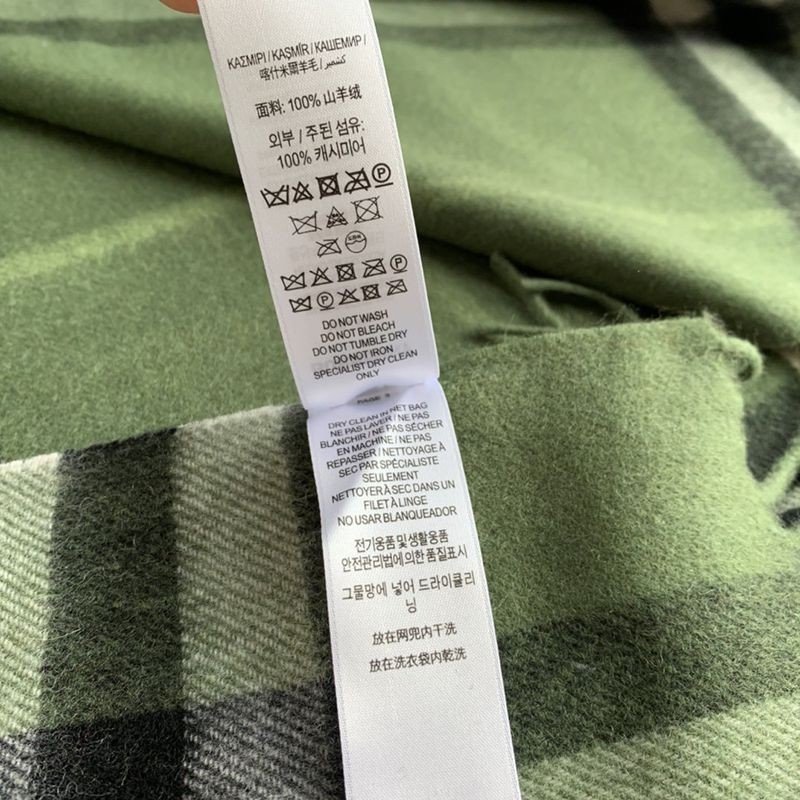 ΚΑΣΜΙΡΙ / KAŞMİR / КАШЕМИР /
喀什米爾羊毛 / كشمير
面料: 100% 山羊绒
외부 / 주된 섬유:
100% 캐시미어
DO NOT WASH
DO NOT BLEACH
DO NOT TUMBLE DRY
DO NOT IRON
SPECIALIST DRY CLEAN
ONLY
PAGE
DRY CLEAN IN NET BAG
NE PAS LAVER / NE PAS
BLANCHIR / NE PAS SÉCHER
EN MACHINE / NE PAS
REPASSER / NETTOYAGE À
SEC PAR SPÉCIALISTE
SEULEMENT
NETTOYER À SEC DANS UN
FILET À LINGE
NO USAR BLANQUEADOR
전기용품및생활용품
안전관리법에의한품질표시
그물망에 넣어 드라이클리
닝
放在网兜内干洗
放在洗衣袋内乾洗